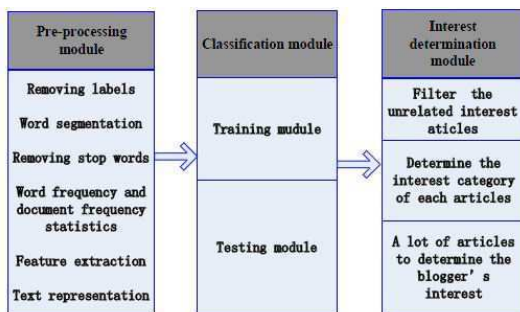 Pre-processing
module
Removing labels
Word segmentation
Removing stop words
Word frequency and
document frequency
statistics
Feature extraction
Text representation
Classification module
Training mudule
Testing module
Interest
determination
module
Filter the
unrelated interest
aticles
Determine the
interest category
of each articles
A lot of articles
to determine the
blogger's
interest